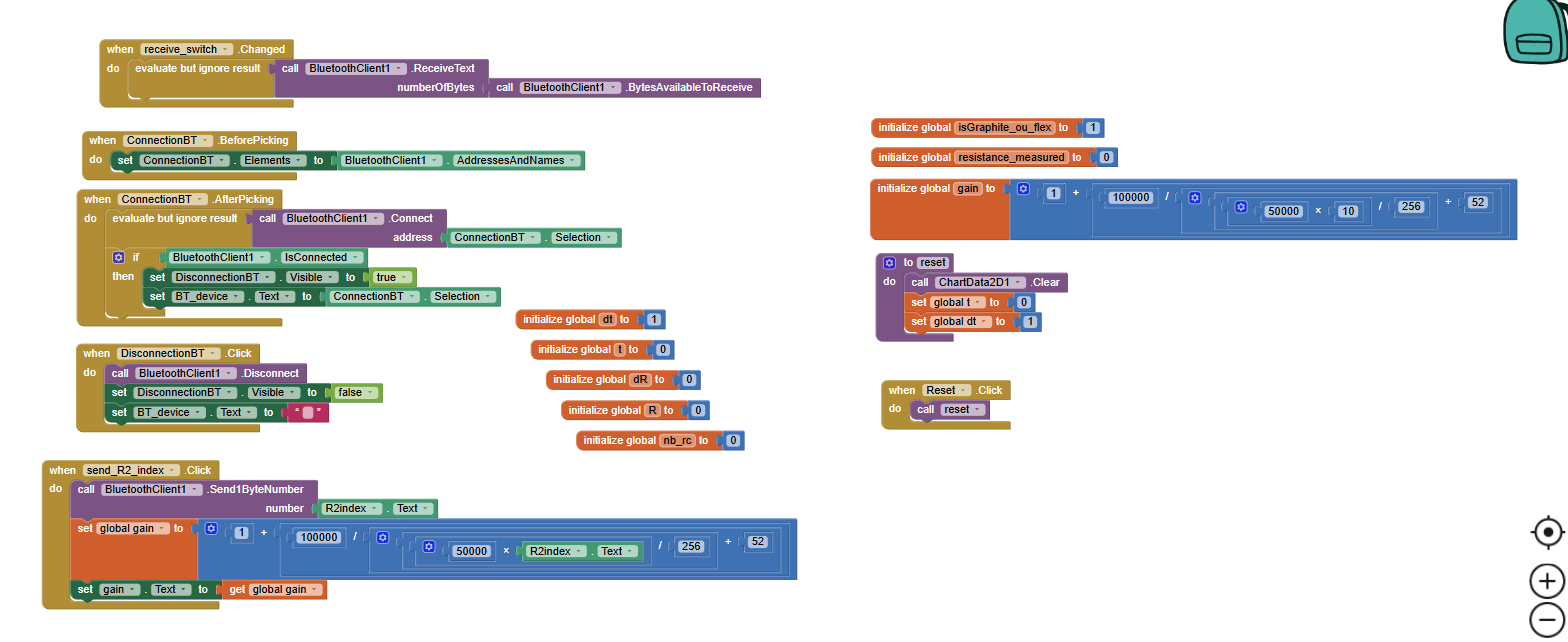 when receive_switch .Changed
do evaluate but ignore result call BluetoothClient1 .ReceiveText
numberOfBytes call BluetoothClient1 .BytesAvailableToReceive
when ConnectionBT .BeforePicking
do set ConnectionBT . Elements to BluetoothClient1 . AddressesAndNames
when ConnectionBT .AfterPicking
do evaluate but ignore result call BluetoothClient1 .Connect
address ConnectionBT . Selection
if BluetoothClient1 . IsConnected
then set DisconnectionBT . Visible to true
set BT_device . Text to ConnectionBT . Selection
when DisconnectionBT .Click
do call BluetoothClient1 .Disconnect
set DisconnectionBT . Visible to false
set BT_device . Text to “ ”
when send_R2_index .Click
do call BluetoothClient1 .Send1ByteNumber
number R2index . Text
set global gain to 1 + 100000 / 50000 × R2index . Text / 256 + 52
set gain . Text to get global gain
initialize global dt to 1
initialize global t to 0
initialize global dR to 0
initialize global R to 0
initialize global nb_rc to 0
initialize global isGraphite_ou_flex to 1
initialize global resistance_measured to 0
initialize global gain to 1 + 100000 / 50000 × 10 / 256 + 52
to reset
do call ChartData2D1 .Clear
set global t to 0
set global dt to 1
when Reset .Click
do call reset